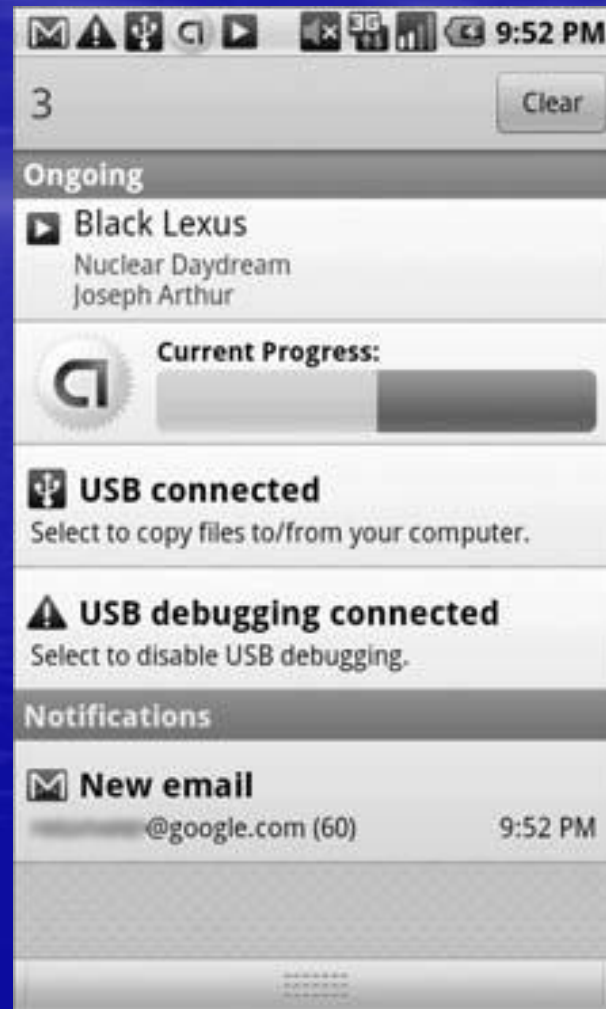 3G
9:52 PM
3
Clear
Ongoing
Black Lexus
Nuclear Daydream
Joseph Arthur
Current Progress:
USB connected
Select to copy files to/from your computer.
USB debugging connected
Select to disable USB debugging.
Notifications
New email
@google.com (60) 9:52 PM